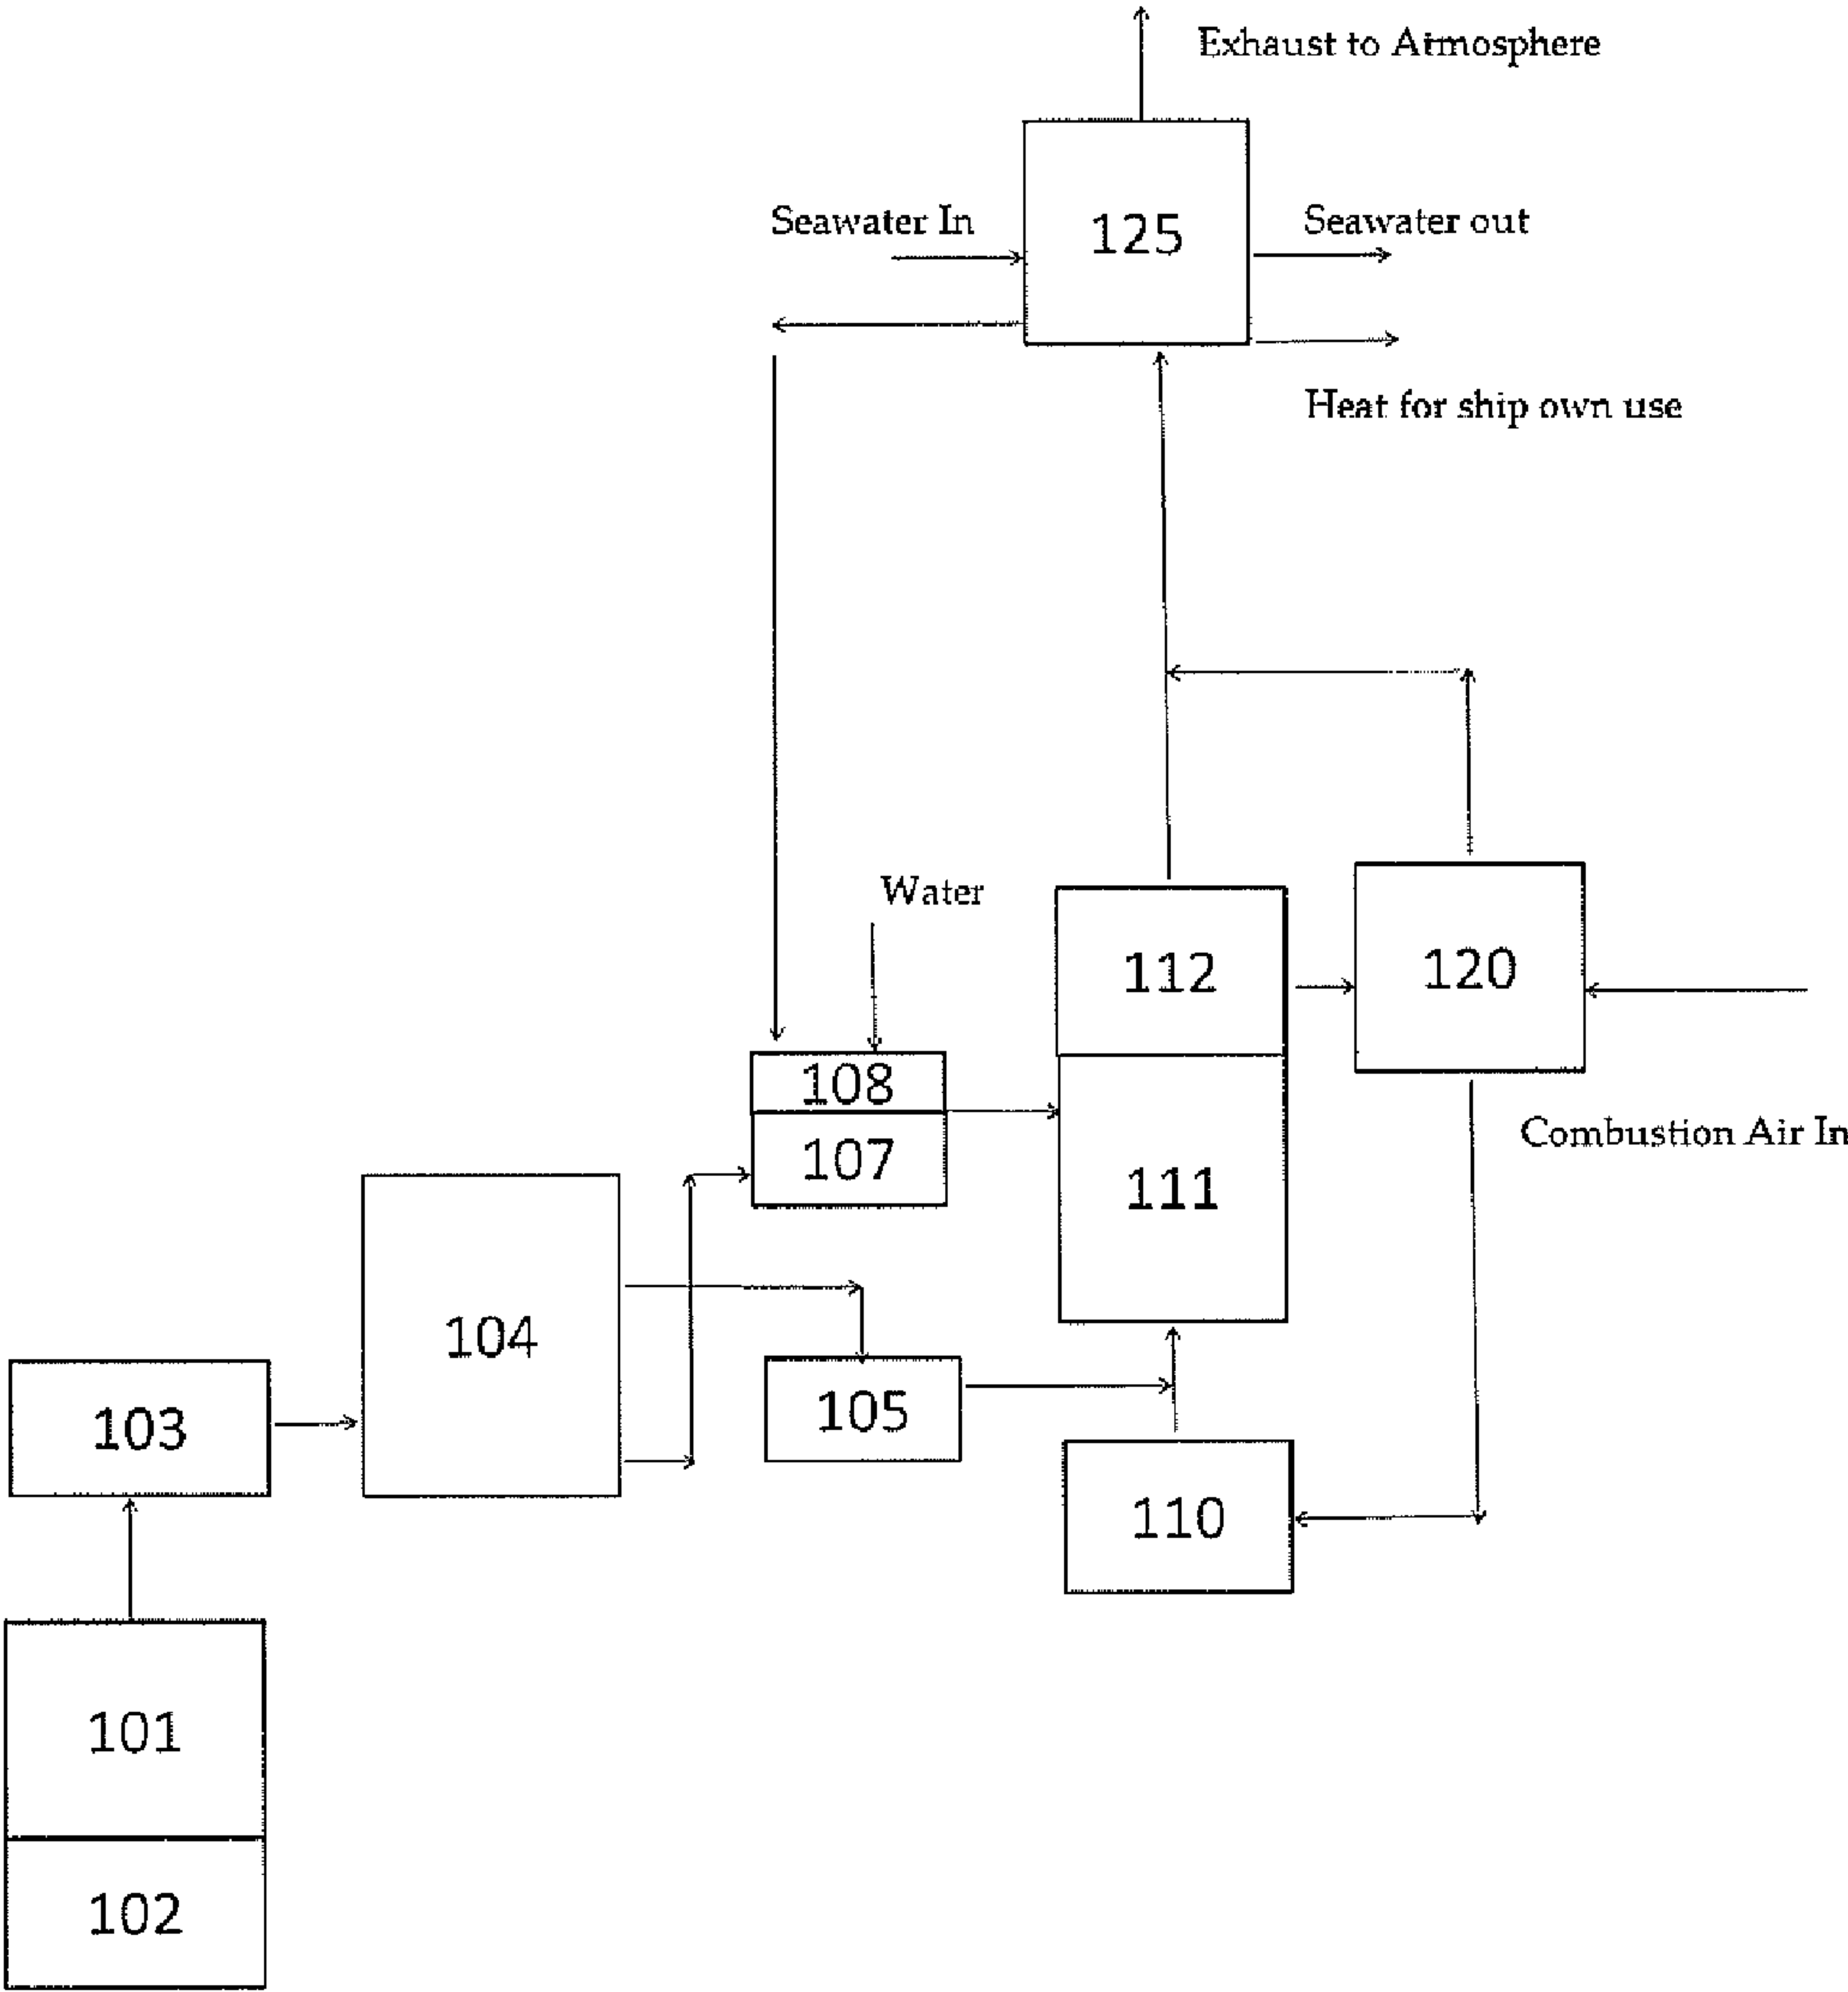 Exhaust to Atmosphere
Seawater In
125
Seawater out
Heat for ship own use
Water
112
120
108
107
111
Combustion Air In
104
103
105
110
101
102